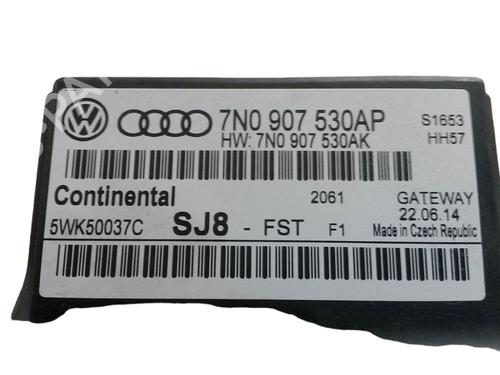 7N0 907 530AP S1653
HW: 7N0 907 530AK HH57
Continental 2061 GATEWAY
5WK50037C SJ8 - FST F1 22.06.14
Made in Czech Republic